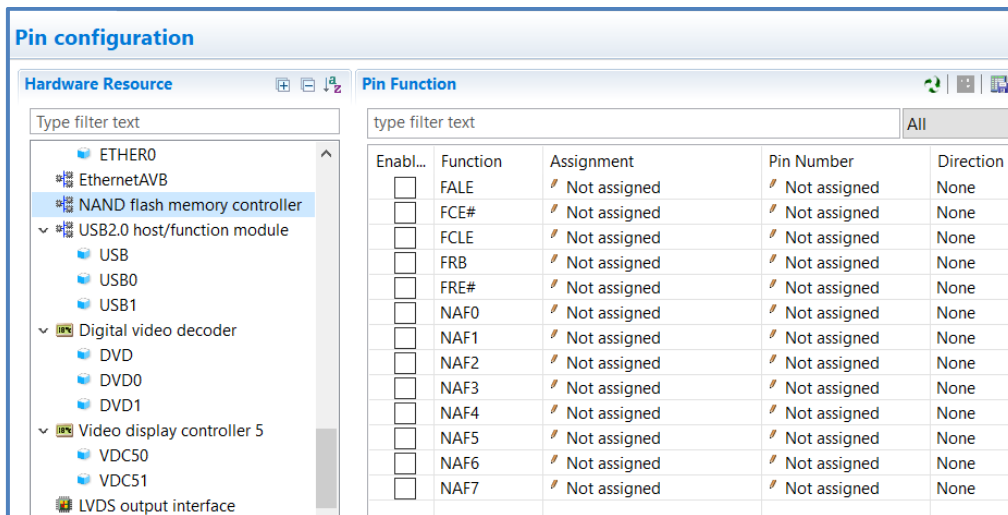 Pin configuration
Hardware Resource
Type filter text
ETHER0
EthernetAVB
NAND flash memory controller
USB2.0 host/function module
USB
USB0
USB1
Digital video decoder
DVD
DVD0
DVD1
Video display controller 5
VDC50
VDC51
LVDS output interface
Pin Function
type filter text All
Enabl... Function Assignment Pin Number Direction
FALE Not assigned Not assigned None
FCE# Not assigned Not assigned None
FCLE Not assigned Not assigned None
FRB Not assigned Not assigned None
FRE# Not assigned Not assigned None
NAF0 Not assigned Not assigned None
NAF1 Not assigned Not assigned None
NAF2 Not assigned Not assigned None
NAF3 Not assigned Not assigned None
NAF4 Not assigned Not assigned None
NAF5 Not assigned Not assigned None
NAF6 Not assigned Not assigned None
NAF7 Not assigned Not assigned None